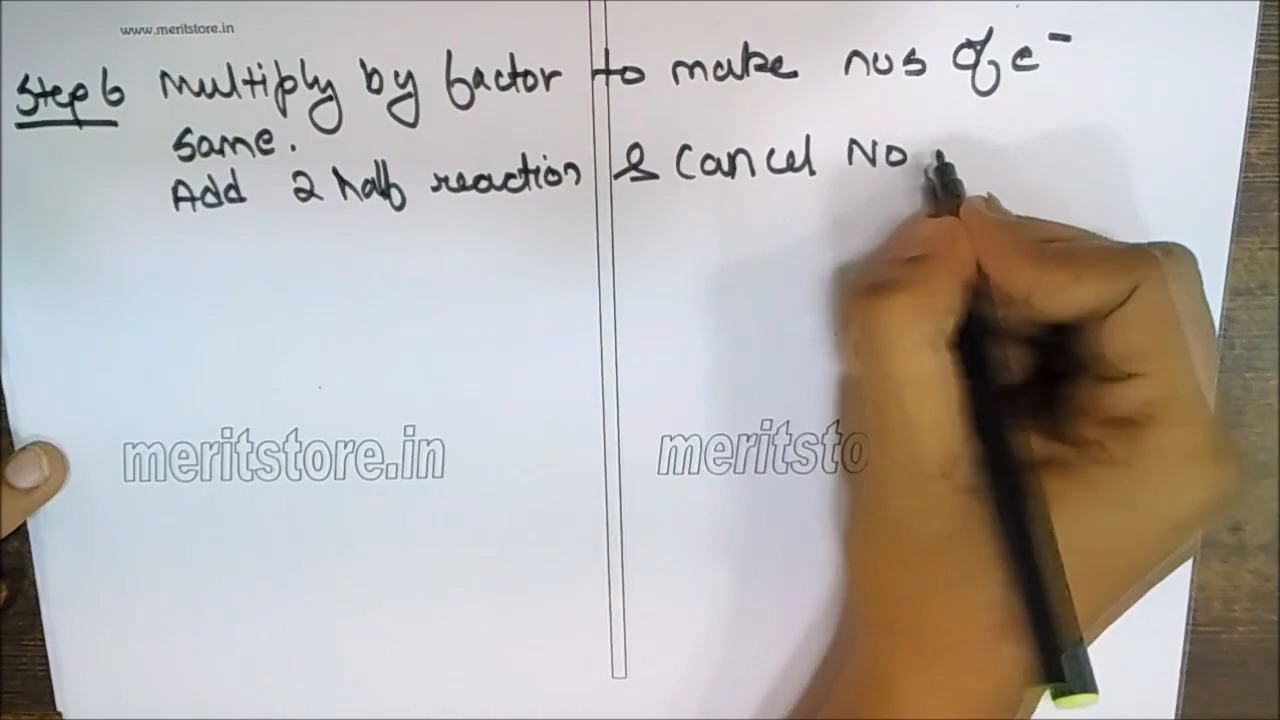 www.meritstore.in
Step 6 Multiply by factor to make nos of e⁻
same.
Add 2 half reaction & cancel NO
meritstore.in
meritsto